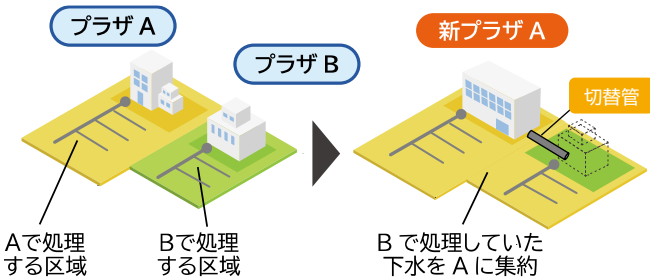 プラザ A
プラザ B
新プラザ A
切替管
Aで処理
する区域
Bで処理
する区域
B で処理していた
下水を A に集約